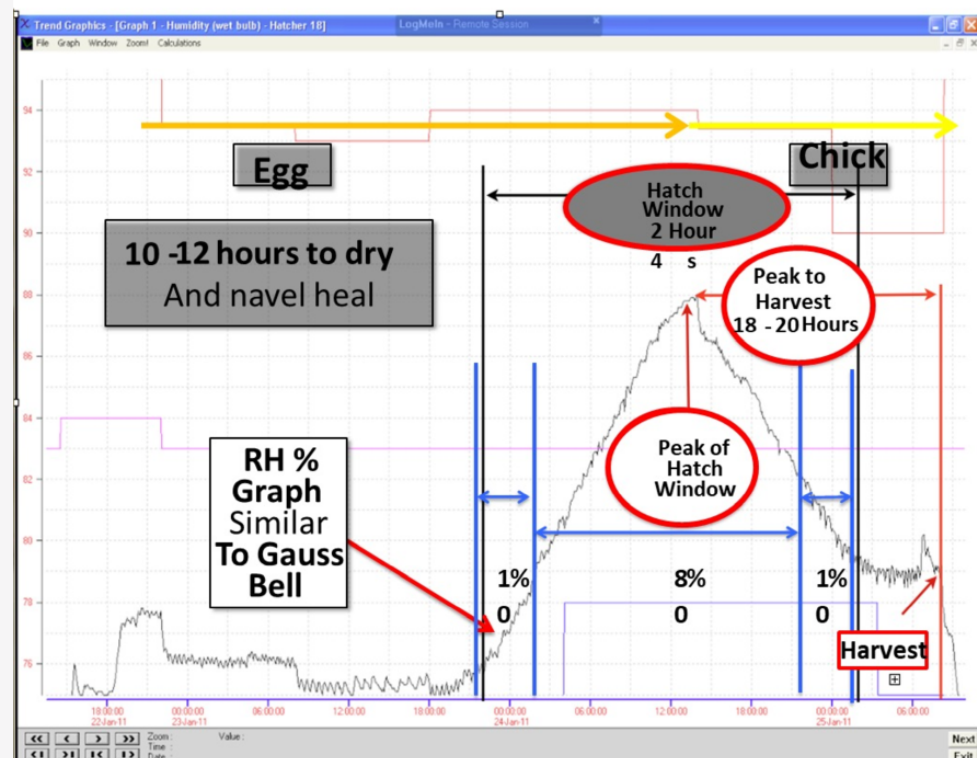 Trend Graphics - [Graph 1 - Humidity (wet bulb) - Hatcher 18]
LogMeIn - Remote Session
File Graph Window Zoom! Calculations
94
92
90
88
86
84
82
80
78
76
Egg
Chick
10 -12 hours to dry
And navel heal
Hatch
Window
2 Hour
4 s
Peak to
Harvest
18 - 20 Hours
Peak of
Hatch
Window
RH %
Graph
Similar
To Gauss
Bell
1%
0
8%
0
1%
0
Harvest
18:00:00 00:00:00 06:00:00 12:00:00 18:00:00 00:00:00 06:00:00 12:00:00 18:00:00 00:00:00 06:00:00
22-Jan-11 23-Jan-11 24-Jan-11 25-Jan-11
<< < > >> Zoom : Value :
Time :
Date :
Next
Exit